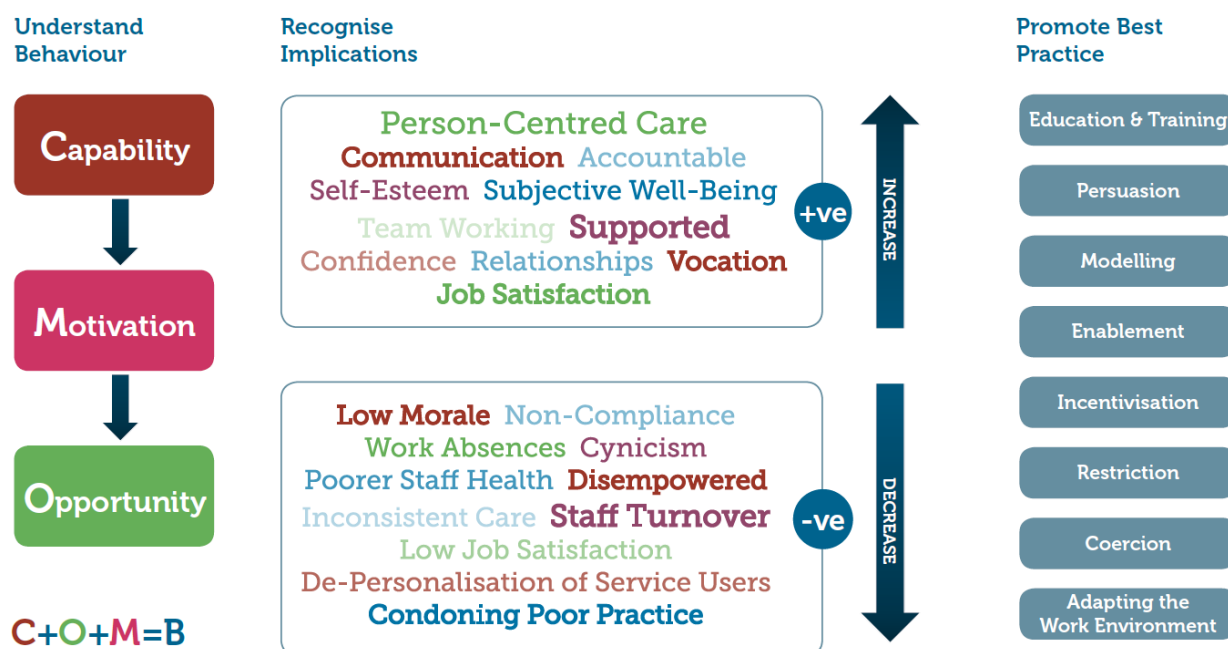 Understand
Behaviour
Capability
Motivation
Opportunity
C+O+M=B
Recognise
Implications
Person-Centred Care
Communication Accountable
Self-Esteem Subjective Well-Being
Team Working Supported
Confidence Relationships Vocation
Job Satisfaction
+ve
INCREASE
Low Morale Non-Compliance
Work Absences Cynicism
Poorer Staff Health Disempowered
Inconsistent Care Staff Turnover
Low Job Satisfaction
De-Personalisation of Service Users
Condoning Poor Practice
-ve
DECREASE
Promote Best
Practice
Education & Training
Persuasion
Modelling
Enablement
Incentivisation
Restriction
Coercion
Adapting the
Work Environment